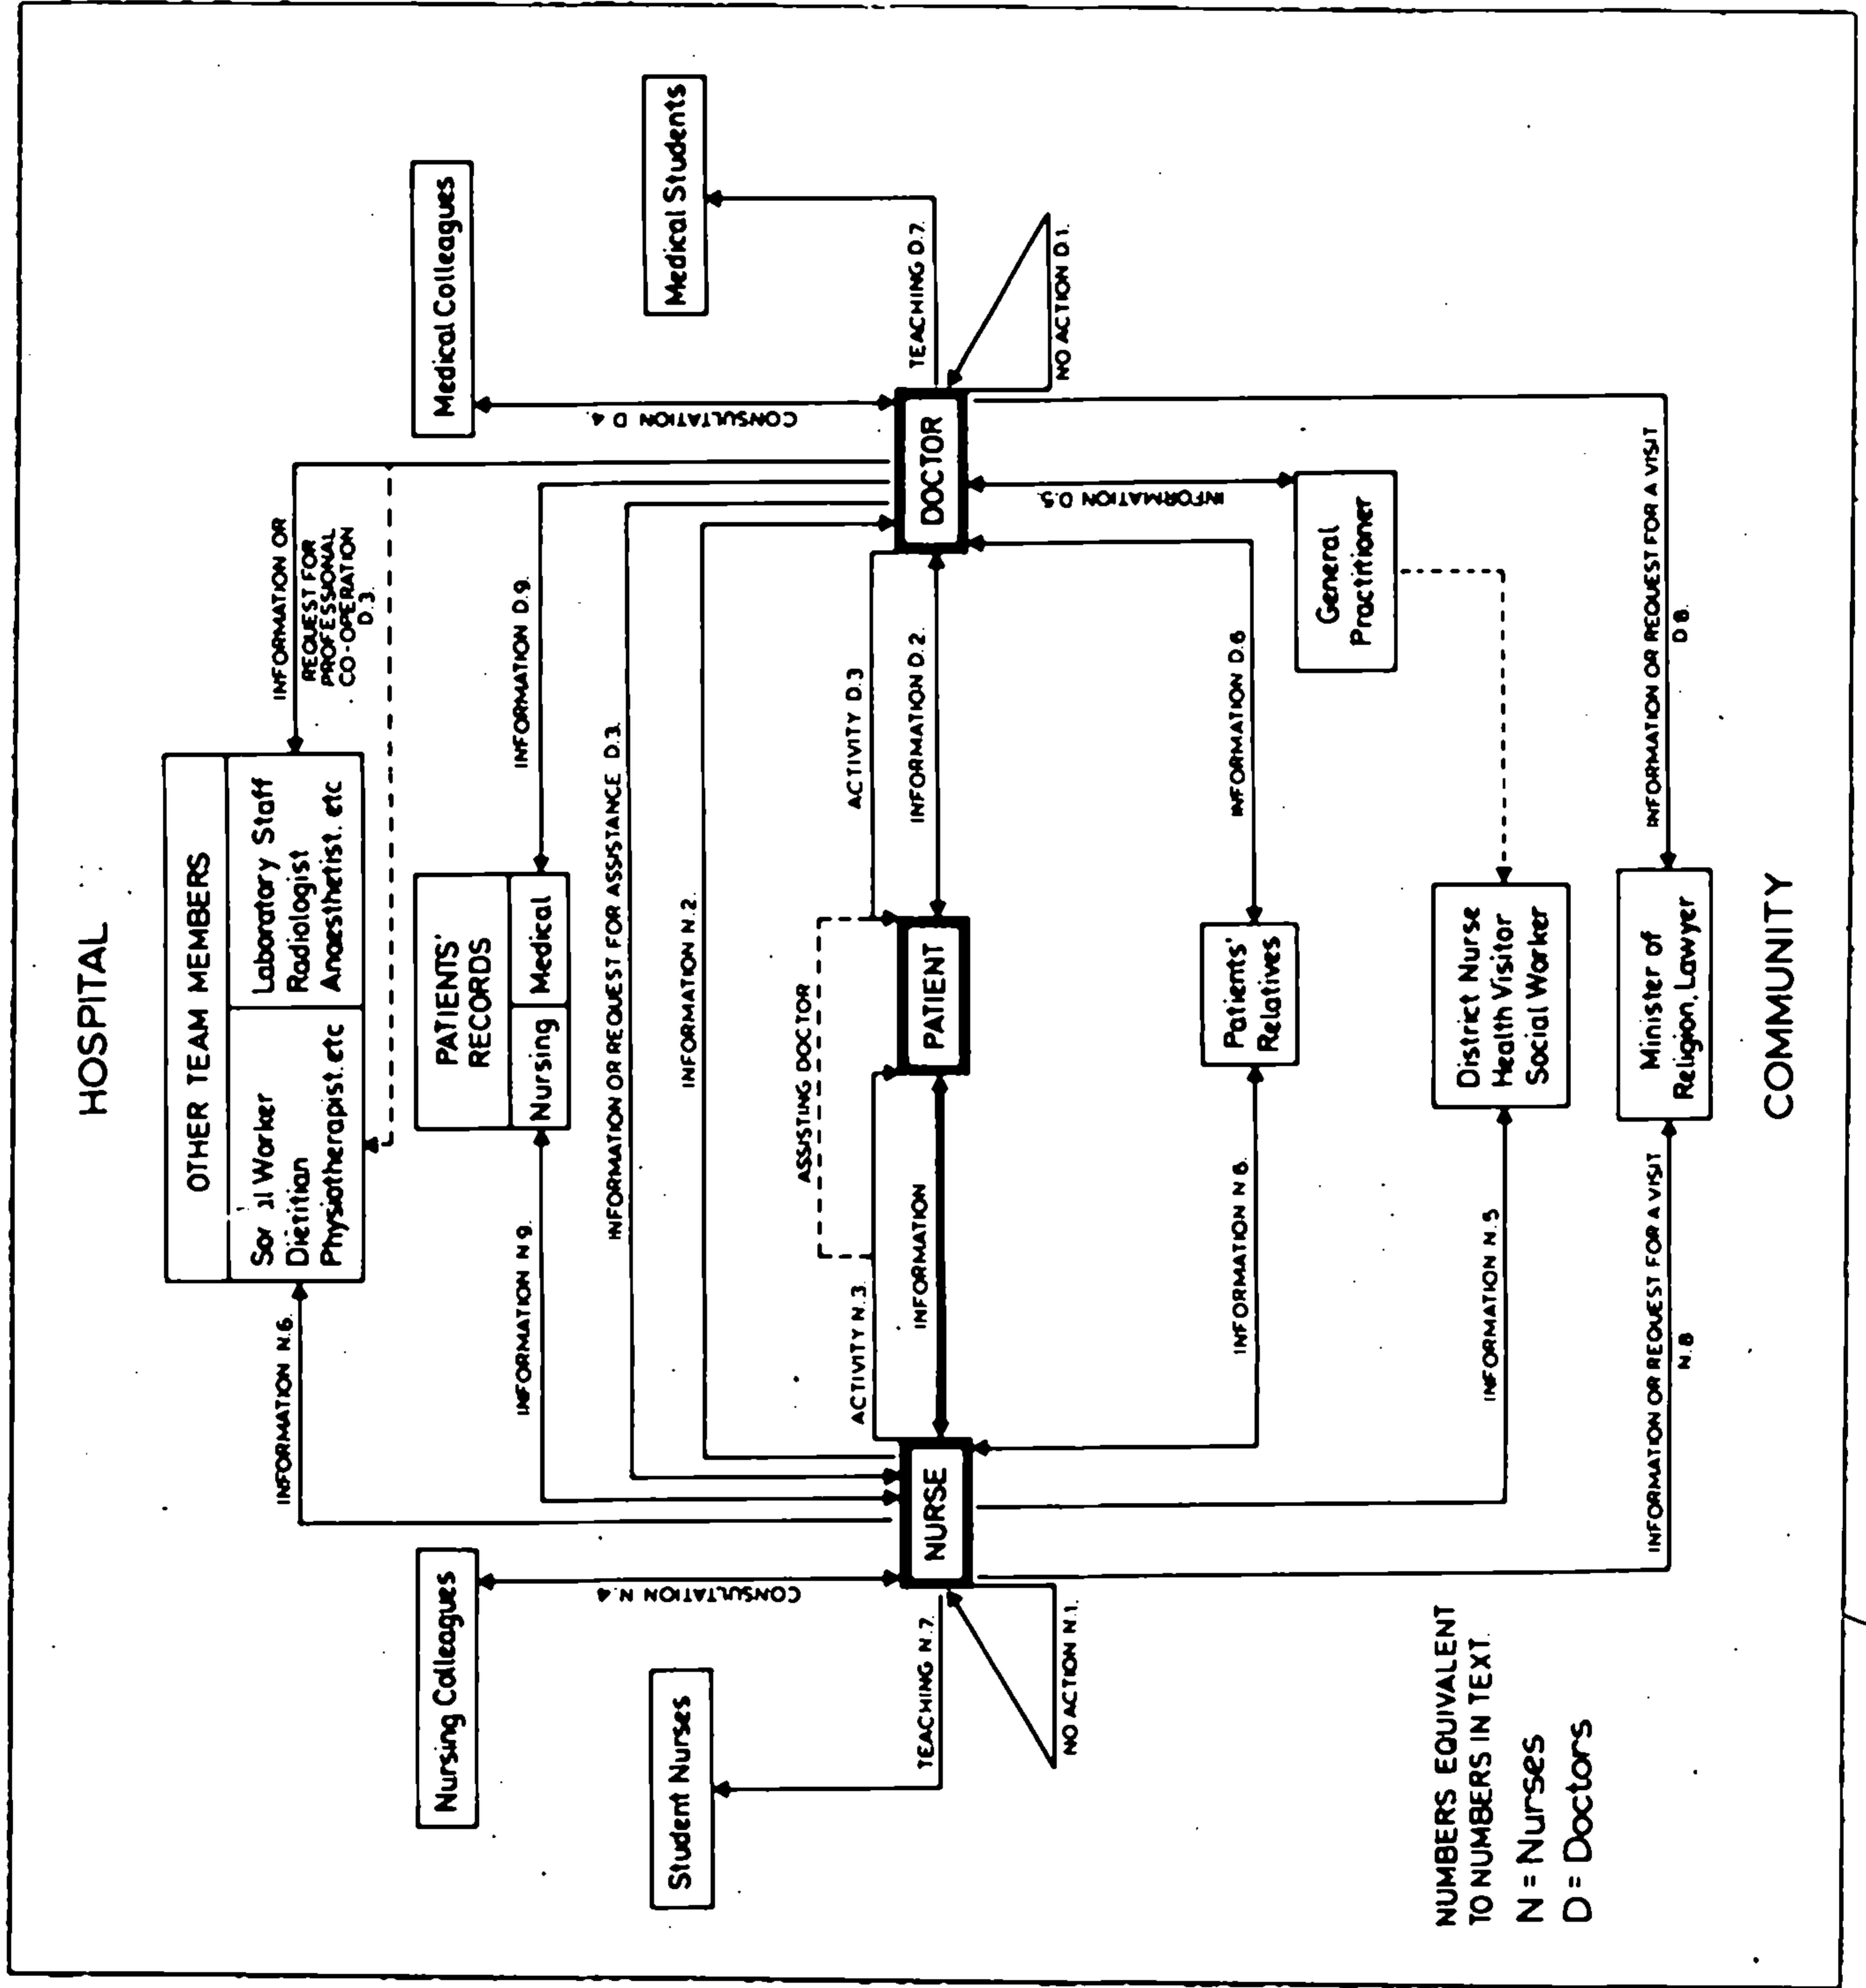 HOSPITAL
OTHER TEAM MEMBERS
Worker
Dietitian
Physiotherapist. etc
Laboratory Staff
Radiologist
Anaesthetist. etc
INFORMATION N.6.
INFORMATION OR
REQUEST FOR
PROFESSIONAL
CO-OPERATION
D.3.
Nursing Colleagues
PATIENTS'
RECORDS
Nursing
Medical
Medical Colleagues
INFORMATION N 9.
INFORMATION D.9.
INFORMATION OR REQUEST FOR ASSISTANCE D.3.
Student Nurses
INFORMATION N.2.
Medical Students
CONSULTATION N.4.
CONSULTATION D 4.
ASSISTING DOCTOR
ACTIVITY N.3
ACTIVITY D.3
TEACHING N.7.
INFORMATION
INFORMATION D.2.
TEACHING D.7.
NURSE
PATIENT
DOCTOR
NO ACTION N.1.
NO ACTION D.1.
INFORMATION D.5.
INFORMATION N 6.
Patients'
Relatives
INFORMATION D.6
General
Practitioner
INFORMATION N.5
District Nurse
Health Visitor
Social Worker
INFORMATION OR REQUEST FOR A VISIT
N.8
Minister of
Religion. Lawyer
INFORMATION OR REQUEST FOR A VISIT
D 8.
COMMUNITY
NUMBERS EQUIVALENT
TO NUMBERS IN TEXT.
N = Nurses
D = Doctors